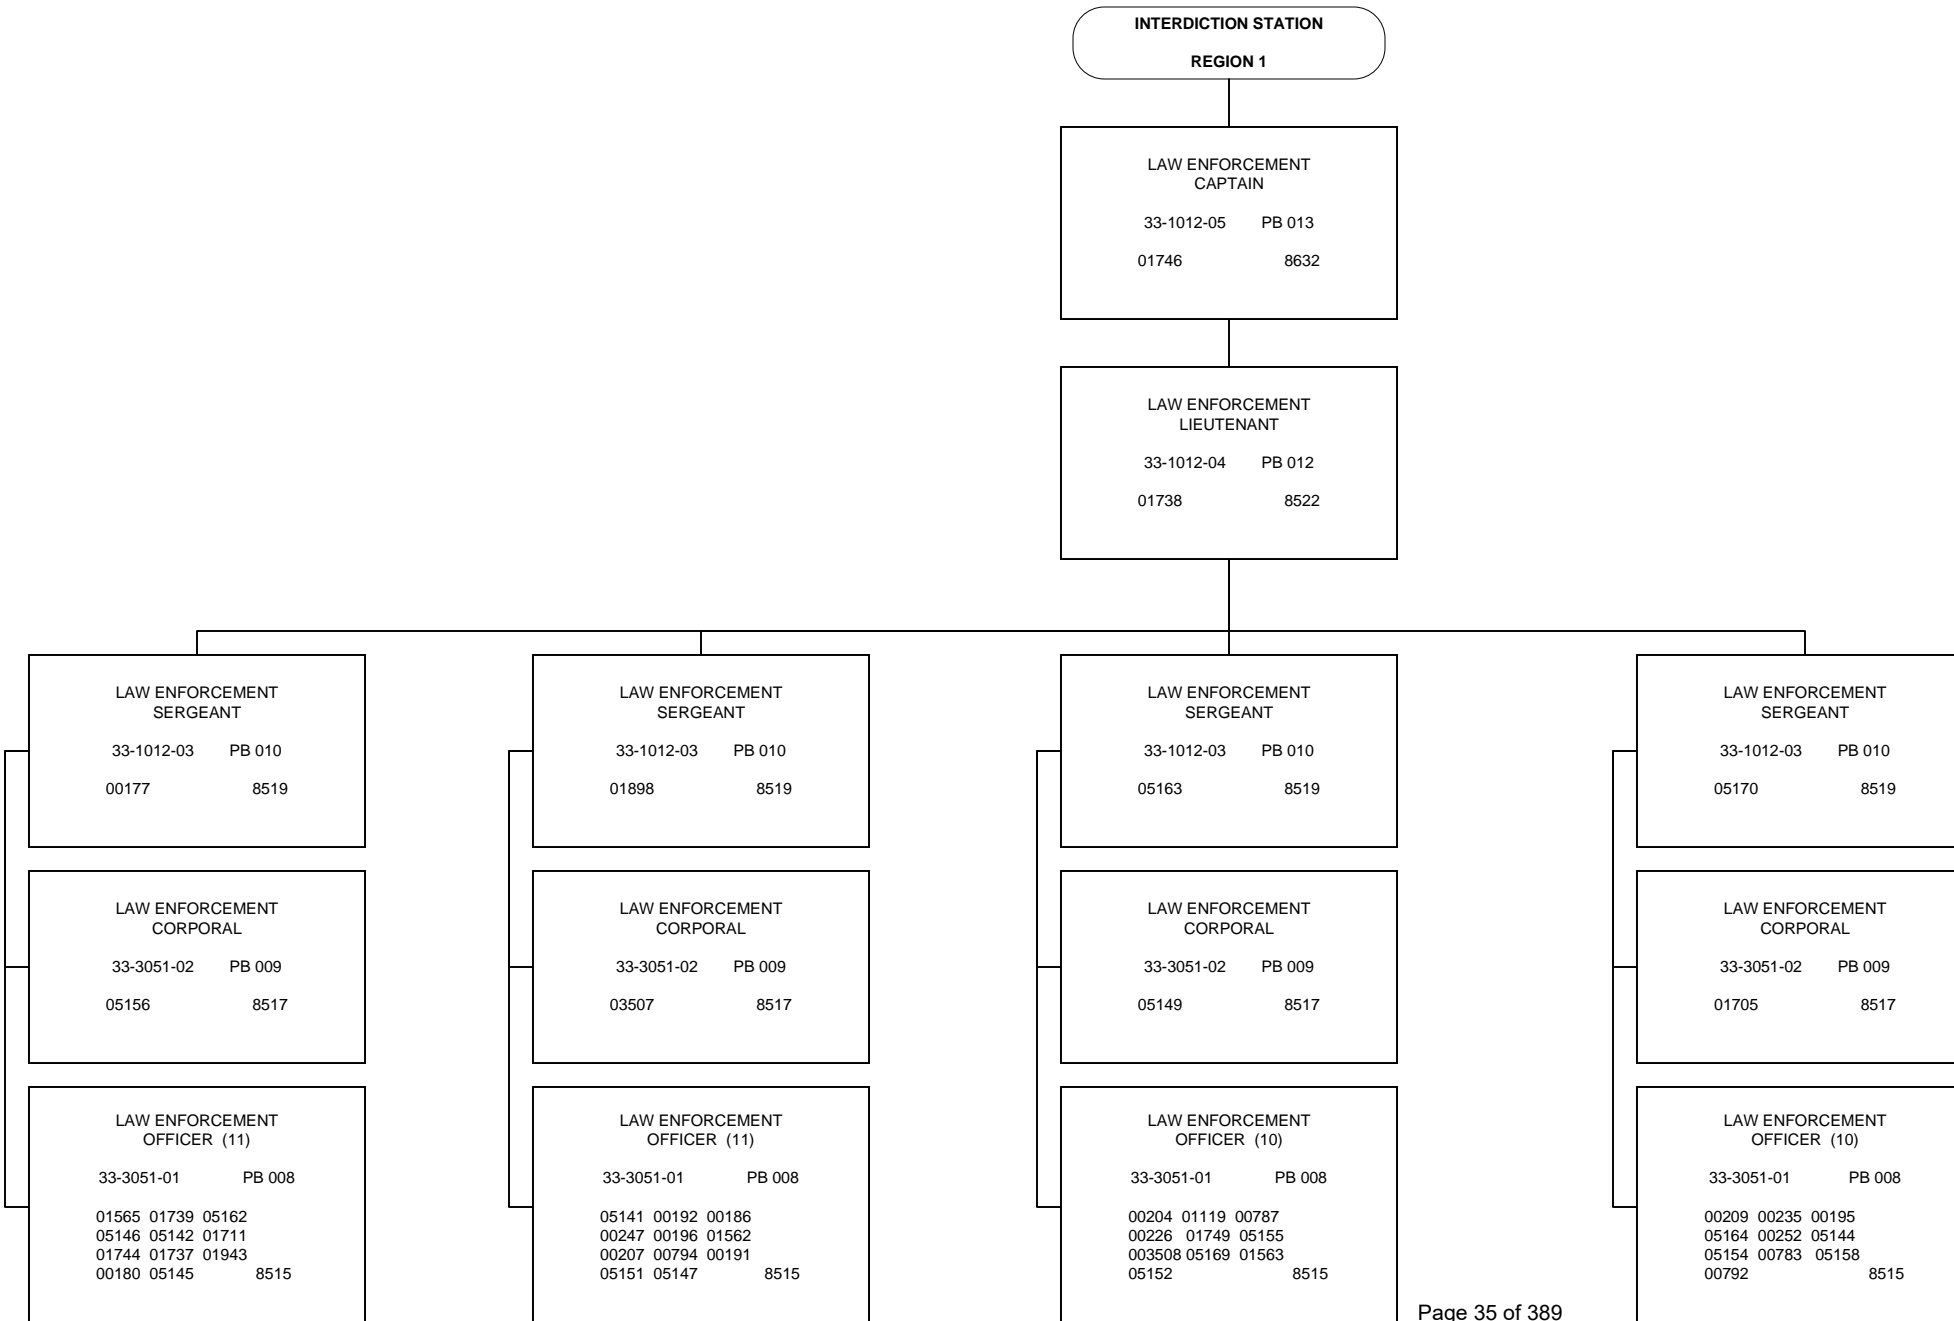 INTERDICTION STATION
REGION 1
LAW ENFORCEMENT
CAPTAIN
33-1012-05 PB 013
01746 8632
LAW ENFORCEMENT
LIEUTENANT
33-1012-04 PB 012
01738 8522
LAW ENFORCEMENT
SERGEANT
33-1012-03 PB 010
00177 8519
LAW ENFORCEMENT
CORPORAL
33-3051-02 PB 009
05156 8517
LAW ENFORCEMENT
OFFICER (11)
33-3051-01 PB 008
01565 01739 05162
05146 05142 01711
01744 01737 01943
00180 05145 8515
LAW ENFORCEMENT
SERGEANT
33-1012-03 PB 010
01898 8519
LAW ENFORCEMENT
CORPORAL
33-3051-02 PB 009
03507 8517
LAW ENFORCEMENT
OFFICER (11)
33-3051-01 PB 008
05141 00192 00186
00247 00196 01562
00207 00794 00191
05151 05147 8515
LAW ENFORCEMENT
SERGEANT
33-1012-03 PB 010
05163 8519
LAW ENFORCEMENT
CORPORAL
33-3051-02 PB 009
05149 8517
LAW ENFORCEMENT
OFFICER (10)
33-3051-01 PB 008
00204 01119 00787
00226 01749 05155
003508 05169 01563
05152 8515
LAW ENFORCEMENT
SERGEANT
33-1012-03 PB 010
05170 8519
LAW ENFORCEMENT
CORPORAL
33-3051-02 PB 009
01705 8517
LAW ENFORCEMENT
OFFICER (10)
33-3051-01 PB 008
00209 00235 00195
05164 00252 05144
05154 00783 05158
00792 8515
Page 35 of 389